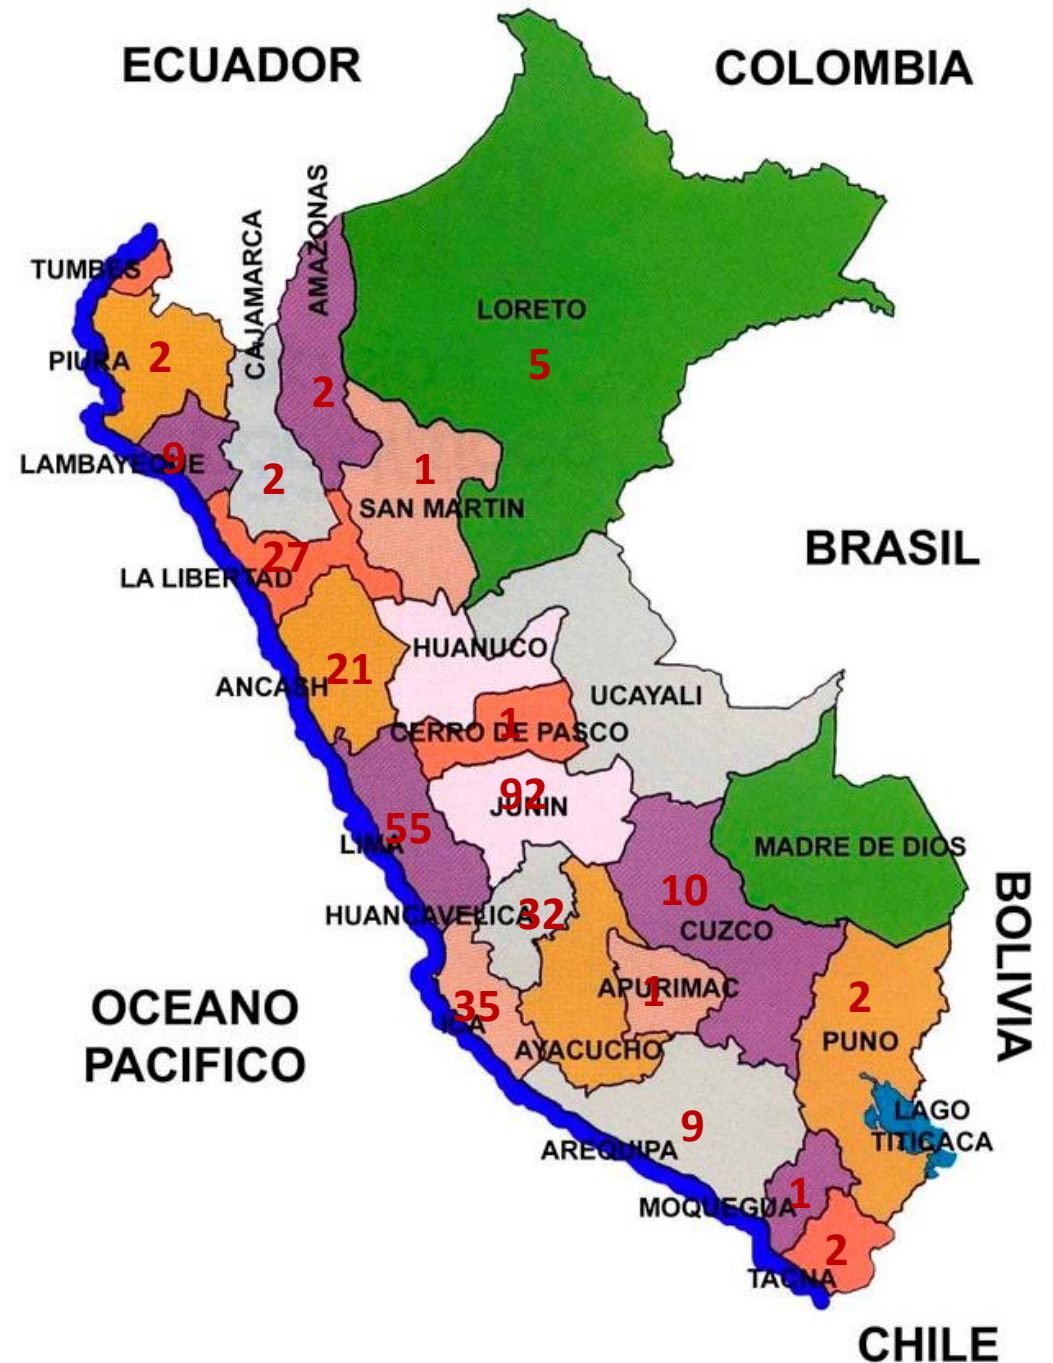 ECUADOR
COLOMBIA
CAJAMARCA
AMAZONAS
TUMBES
LORETO
PIURA
2
5
2
LAMBAYEQUE
9
2
1
SAN MARTIN
BRASIL
27
LA LIBERTAD
HUANUCO
21
ANCASH
UCAYALI
1
CERRO DE PASCO
92
JUNIN
55
LIMA
MADRE DE DIOS
10
BOLIVIA
HUANCAVELICA
32
CUZCO
OCEANO
PACIFICO
35
ICA
APURIMAC
1
2
PUNO
AYACUCHO
LAGO
TITICACA
9
AREQUIPA
MOQUEGUA
1
2
TACNA
CHILE